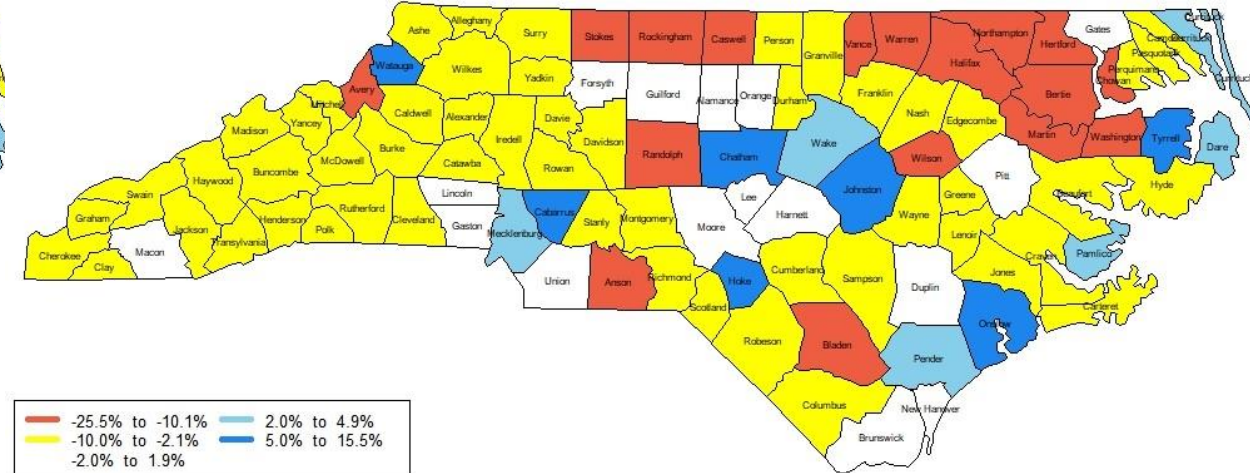 Ashe
Alleghany
Surry
Stokes
Rockingham
Caswell
Person
Granville
Vance
Warren
Northampton
Hertford
Gates
Camden
Currituck
Pasquotank
Perquimans
Chowan
Currituck
Watauga
Wilkes
Yadkin
Forsyth
Guilford
Alamance
Orange
Durham
Franklin
Halifax
Bertie
Avery
Mitchell
Yancey
Madison
Caldwell
Alexander
Iredell
Davie
Davidson
Randolph
Chatham
Wake
Nash
Edgecombe
Martin
Washington
Tyrrell
Dare
Burke
McDowell
Buncombe
Haywood
Swain
Graham
Catawba
Rowan
Wilson
Johnston
Pitt
Beaufort
Hyde
Cherokee
Clay
Macon
Jackson
Transylvania
Henderson
Polk
Rutherford
Cleveland
Lincoln
Gaston
Mecklenburg
Cabarrus
Stanly
Montgomery
Moore
Lee
Harnett
Wayne
Greene
Lenoir
Craven
Pamlico
Union
Anson
Richmond
Scotland
Hoke
Cumberland
Sampson
Duplin
Jones
Carteret
Onslow
Robeson
Bladen
Pender
Columbus
New Hanover
Brunswick
-25.5% to -10.1%
-10.0% to -2.1%
-2.0% to 1.9%
2.0% to 4.9%
5.0% to 15.5%